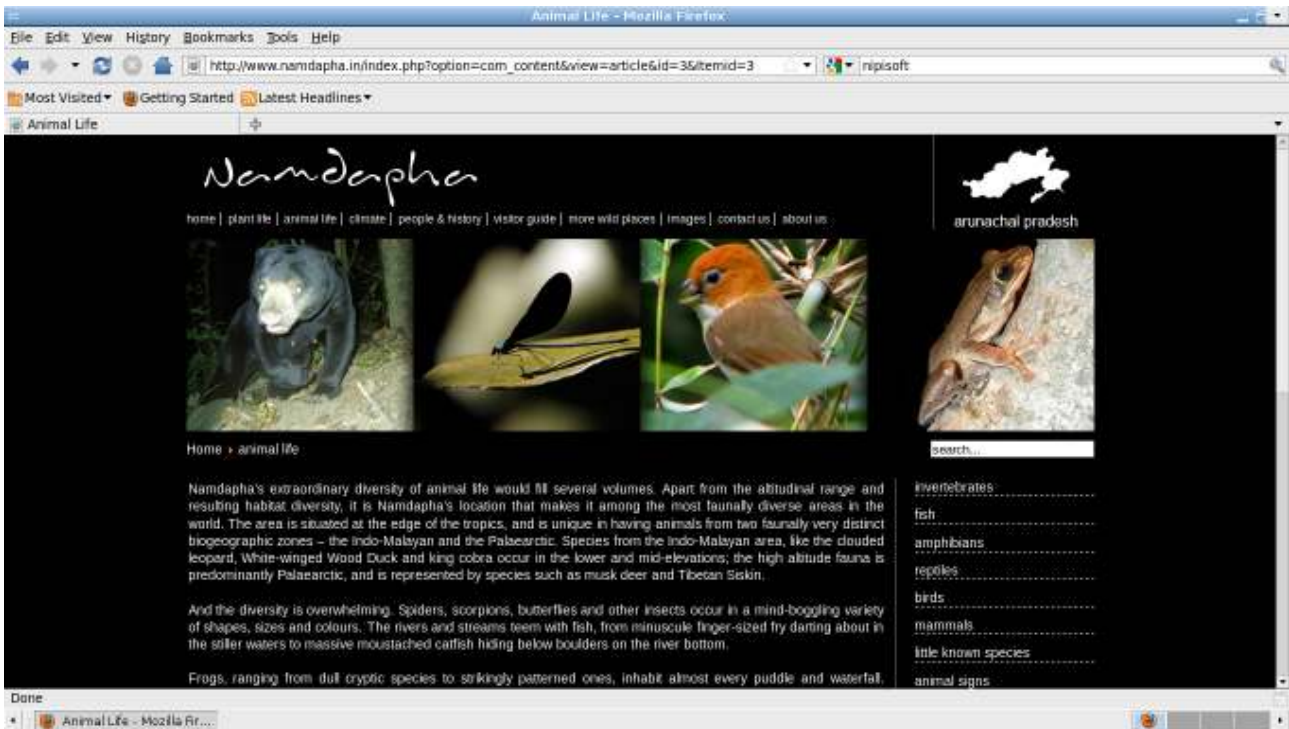 Animal Life - Mozilla Firefox
File Edit View History Bookmarks Tools Help
http://www.namdapha.in/index.php?option=com_content&view=article&id=3&Itemid=3
nipisoft
Most Visited Getting Started Latest Headlines
Animal Life
Namdapha
home | plant life | animal life | climate | people & history | visitor guide | more wild places | images | contact us | about us
arunachal pradesh
Home animal life
search...
Namdapha's extraordinary diversity of animal life would fill several volumes. Apart from the altitudinal range and
resulting habitat diversity, it is Namdapha's location that makes it among the most faunally diverse areas in the
world. The area is situated at the edge of the tropics, and is unique in having animals from two faunally very distinct
biogeographic zones – the Indo-Malayan and the Palaearctic. Species from the Indo-Malayan area, like the clouded
leopard, White-winged Wood Duck and king cobra occur in the lower and mid-elevations; the high altitude fauna is
predominantly Palaearctic, and is represented by species such as musk deer and Tibetan Siskin.
And the diversity is overwhelming. Spiders, scorpions, butterflies and other insects occur in a mind-boggling variety
of shapes, sizes and colours. The rivers and streams teem with fish, from minuscule finger-sized fry darting about in
the stiller waters to massive moustached catfish hiding below boulders on the river bottom.
Frogs, ranging from dull cryptic species to strikingly patterned ones, inhabit almost every puddle and waterfall.
invertebrates
fish
amphibians
reptiles
birds
mammals
little known species
animal signs
Done
Animal Life - Mozilla Fir...